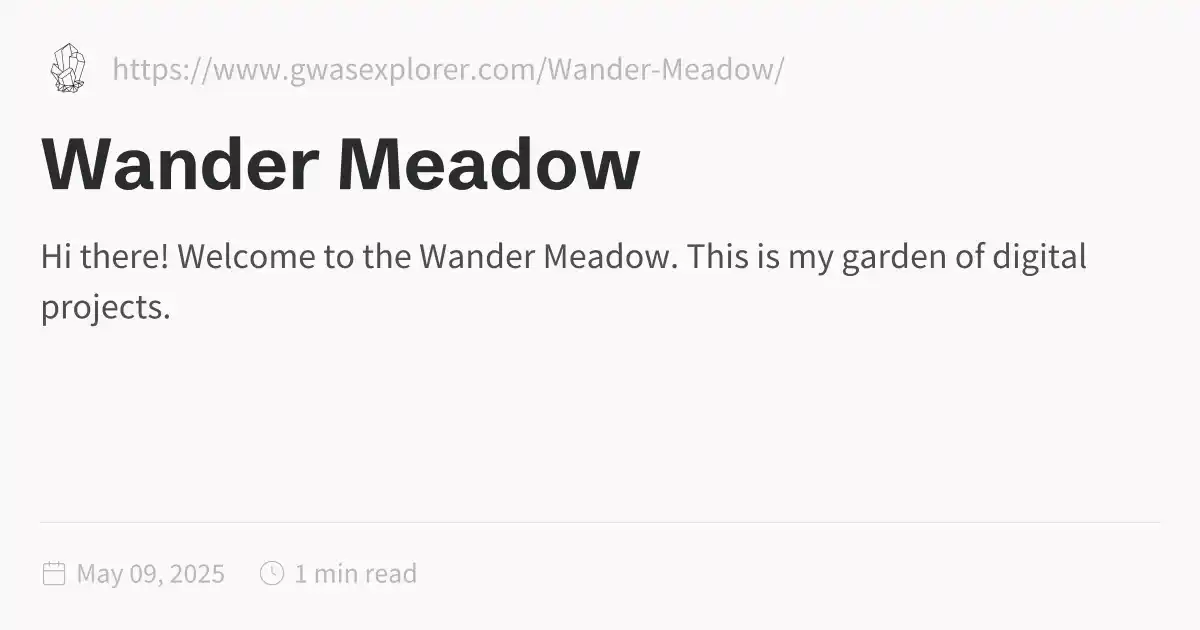 https://www.gwasexplorer.com/Wander-Meadow/
Wander Meadow
Hi there! Welcome to the Wander Meadow. This is my garden of digital
projects.
May 09, 2025 1 min read